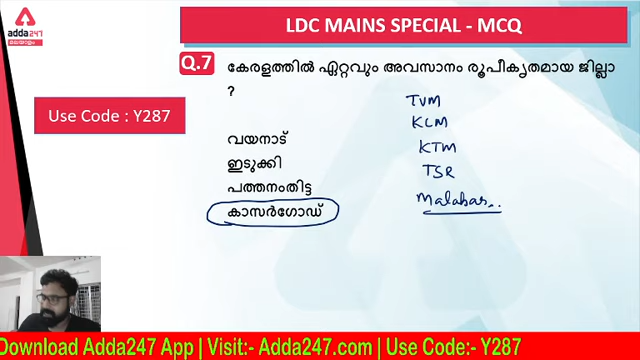 adda247
മലയാളം
LDC MAINS SPECIAL - MCQ
Q.7
കേരളത്തിൽ ഏറ്റവും അവസാനം രൂപീകൃതമായ ജില്ലാ
?
Use Code : Y287
വയനാട്
ഇടുക്കി
പത്തനംതിട്ട
കാസർഗോഡ്
TVM
KLM
KTM
TSR
Malabar..
Download Adda247 App | Visit:- Adda247.com | Use Code:- Y287